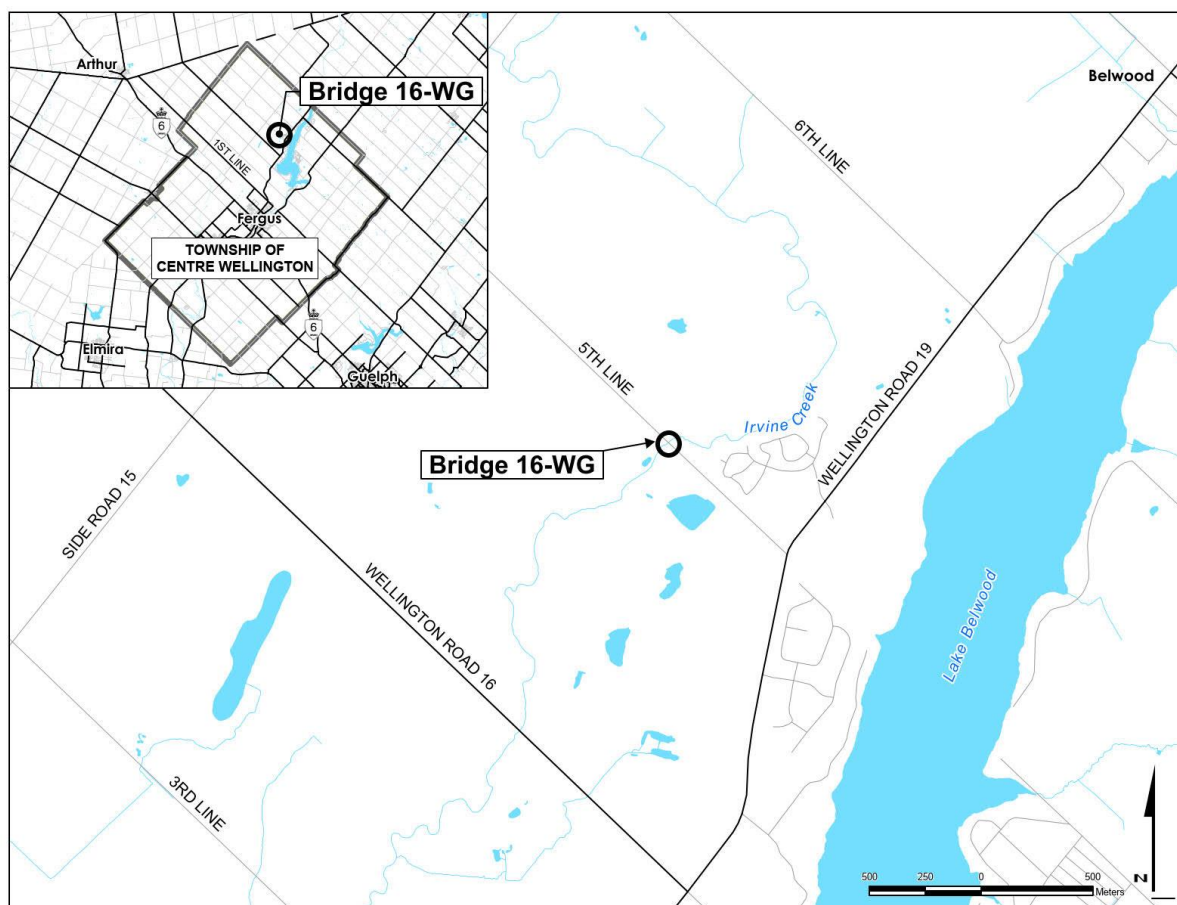 Arthur
Bridge 16-WG
6
1ST LINE
Fergus
TOWNSHIP OF
CENTRE WELLINGTON
6
Elmira
Guelph
Belwood
6TH LINE
5TH LINE
Irvine Creek
WELLINGTON ROAD 19
Bridge 16-WG
SIDE ROAD 15
WELLINGTON ROAD 16
Lake Belwood
3RD LINE
500 250 0 500
Meters
N